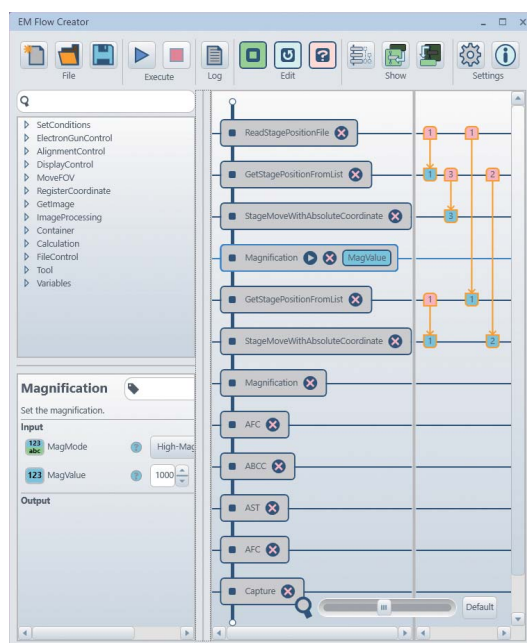 EM Flow Creator
File
Execute
Log
Edit
Show
Settings
SetConditions
ElectronGunControl
AlignmentControl
DisplayControl
MoveFOV
RegisterCoordinate
GetImage
ImageProcessing
Container
Calculation
FileControl
Tool
Variables
Magnification
Set the magnification.
Input
123 abc MagMode ? High-Mag
123 MagValue ? 1000
Output
ReadStagePositionFile 1 1
GetStagePositionFromList 1 3 2
StageMoveWithAbsoluteCoordinate 3
Magnification MagValue
GetStagePositionFromList 1 1
StageMoveWithAbsoluteCoordinate 1 2
Magnification
AFC
ABCC
AST
AFC
Capture
Default